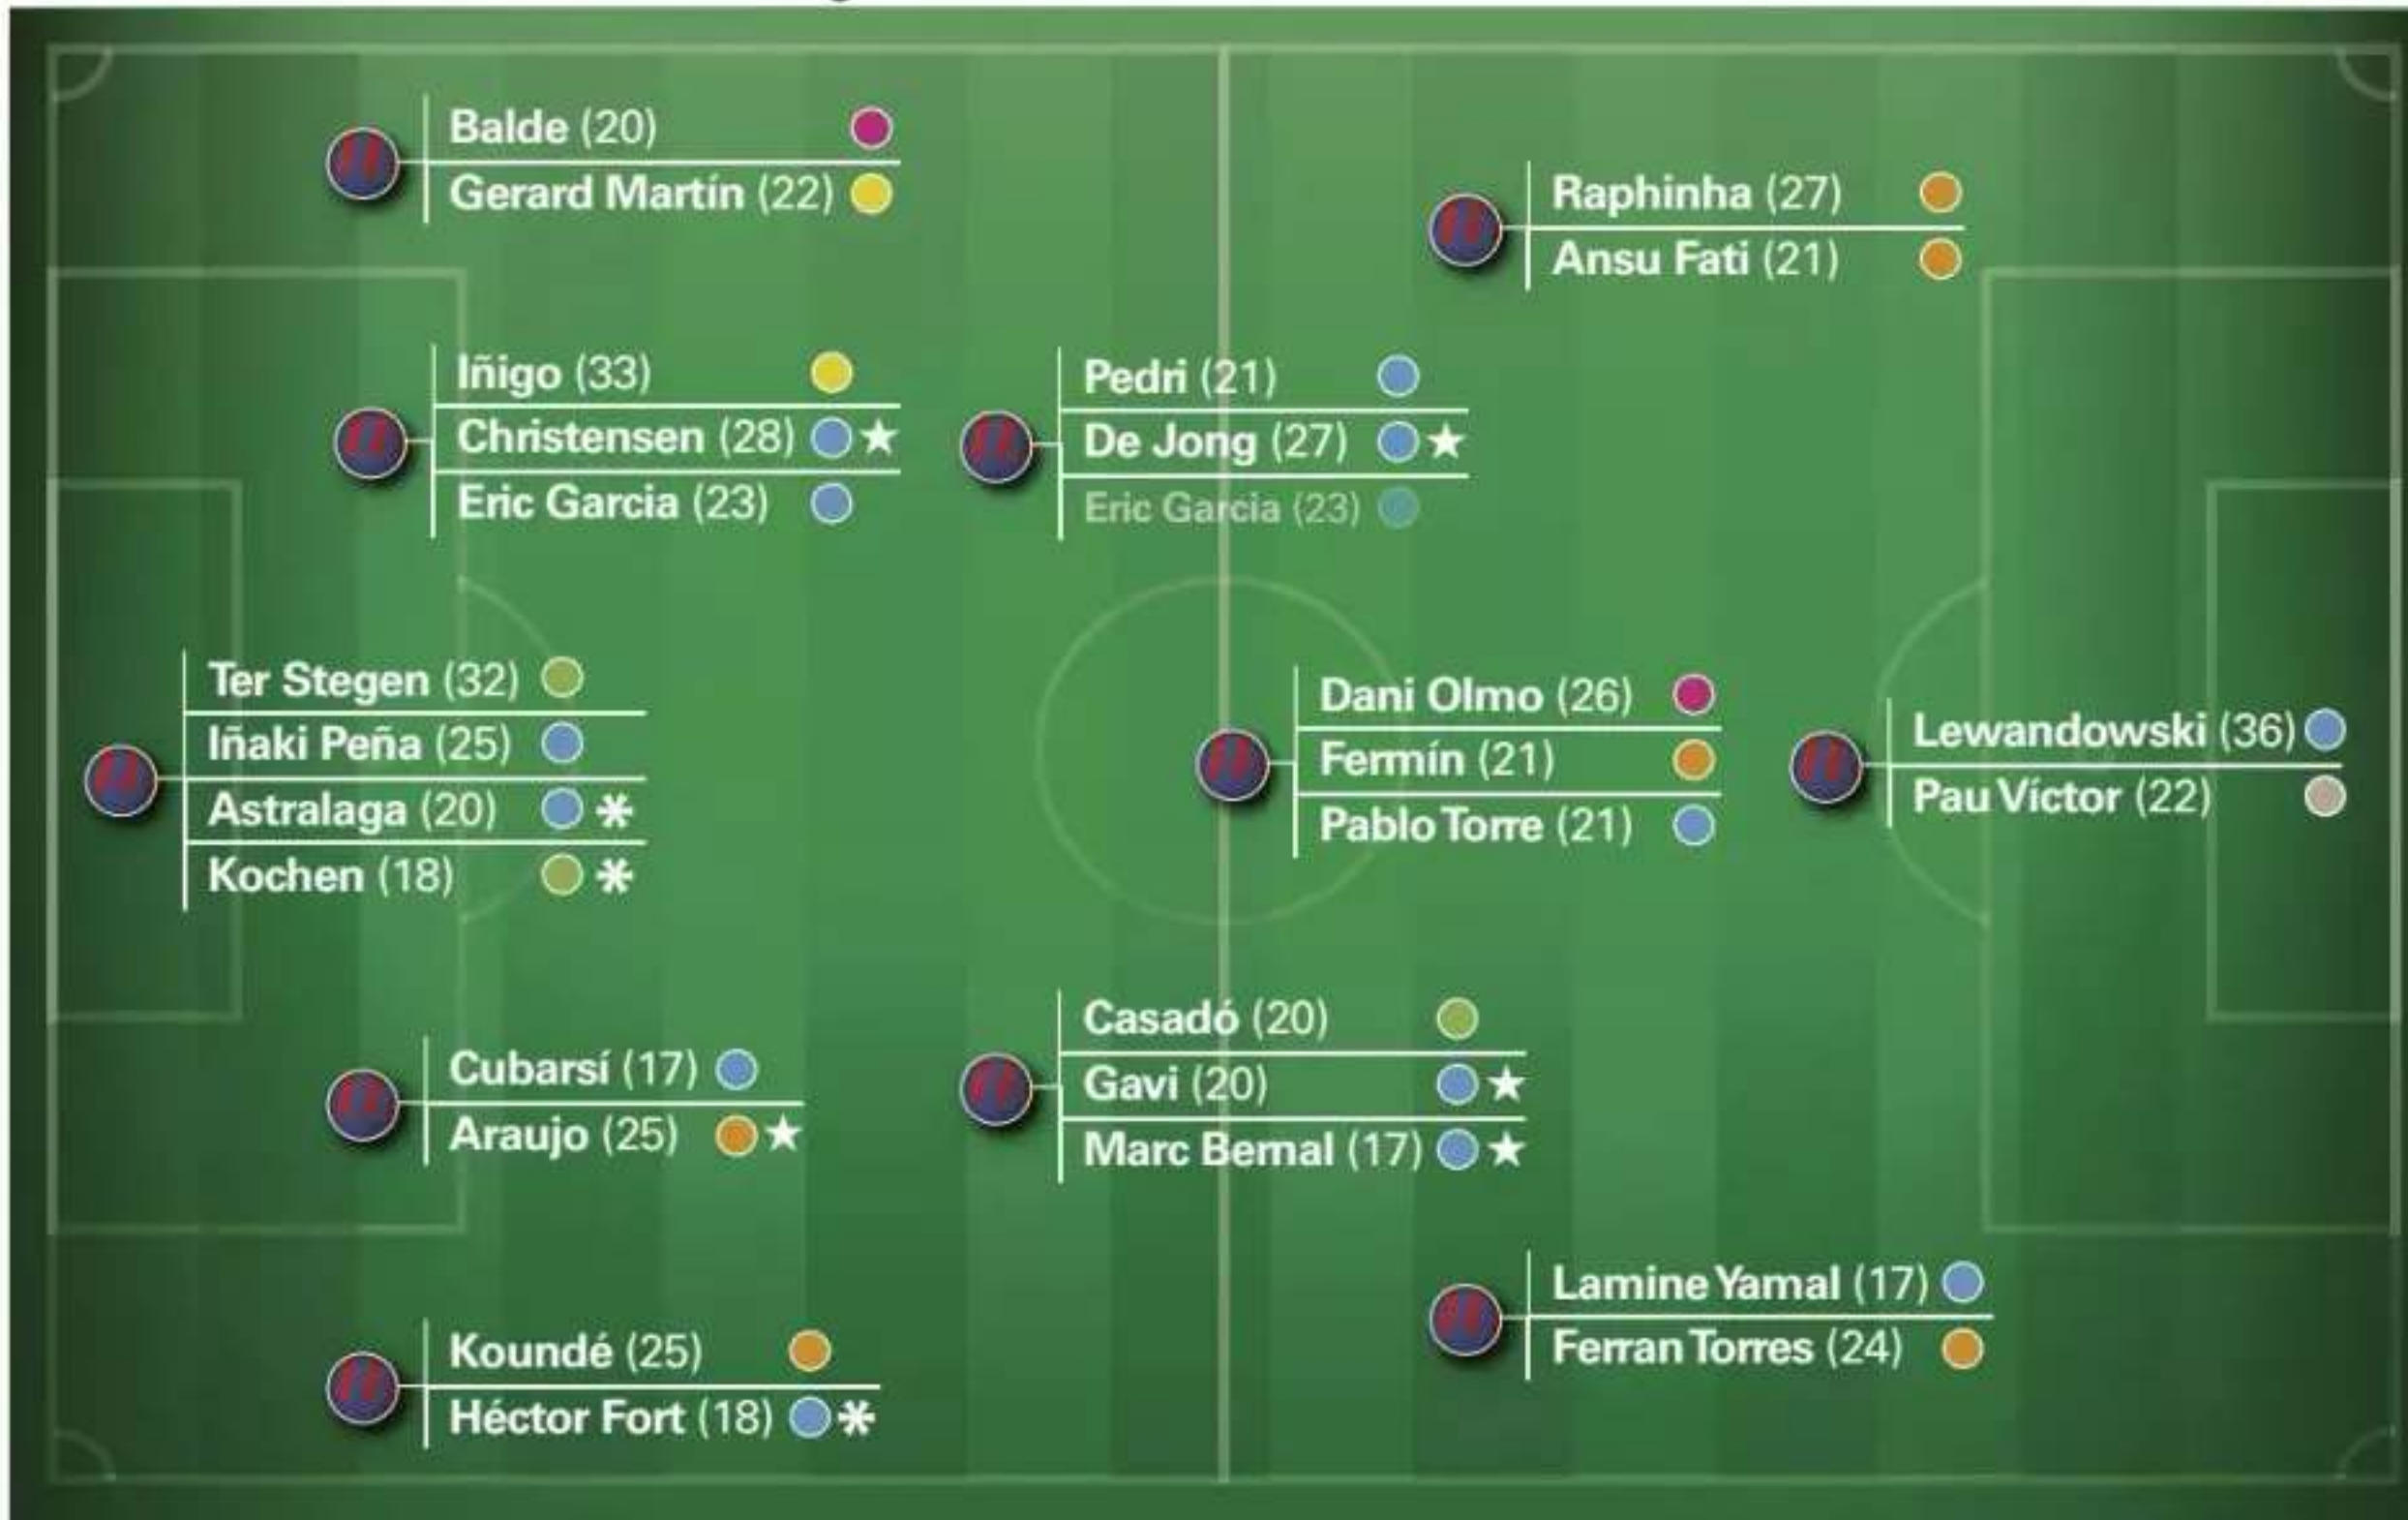 Balde (20)
Gerard Martín (22)
Raphinha (27)
Ansu Fati (21)
Iñigo (33)
Christensen (28) ★
Eric Garcia (23)
Pedri (21)
De Jong (27) ★
Eric Garcia (23)
Ter Stegen (32)
Iñaki Peña (25)
Astralaga (20) *
Kochen (18) *
Dani Olmo (26)
Fermín (21)
Pablo Torre (21)
Lewandowski (36)
Pau Víctor (22)
Cubarsí (17)
Araujo (25) ★
Casadó (20)
Gavi (20) ★
Marc Bernal (17) ★
Koundé (25)
Héctor Fort (18) *
Lamine Yamal (17)
Ferran Torres (24)